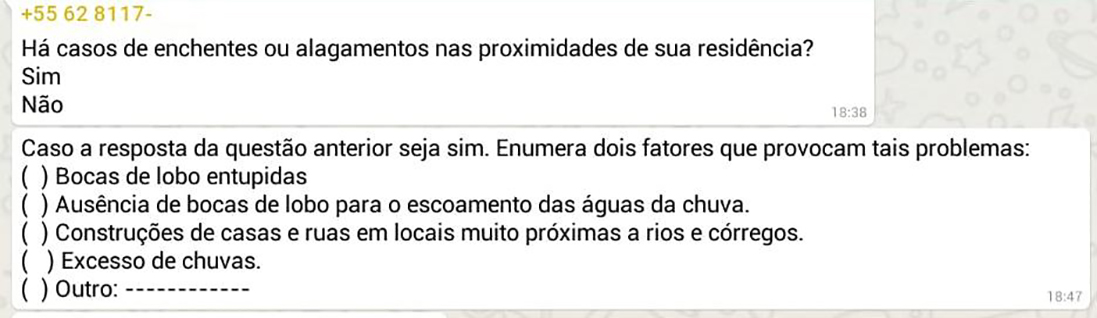 +55 62 8117-
Há casos de enchentes ou alagamentos nas proximidades de sua residência?
Sim
Não
18:38
Caso a resposta da questão anterior seja sim. Enumera dois fatores que provocam tais problemas:
(  ) Bocas de lobo entupidas
(  ) Ausência de bocas de lobo para o escoamento das águas da chuva.
(  ) Construções de casas e ruas em locais muito próximas a rios e córregos.
(  ) Excesso de chuvas.
(  ) Outro: ------------
18:47